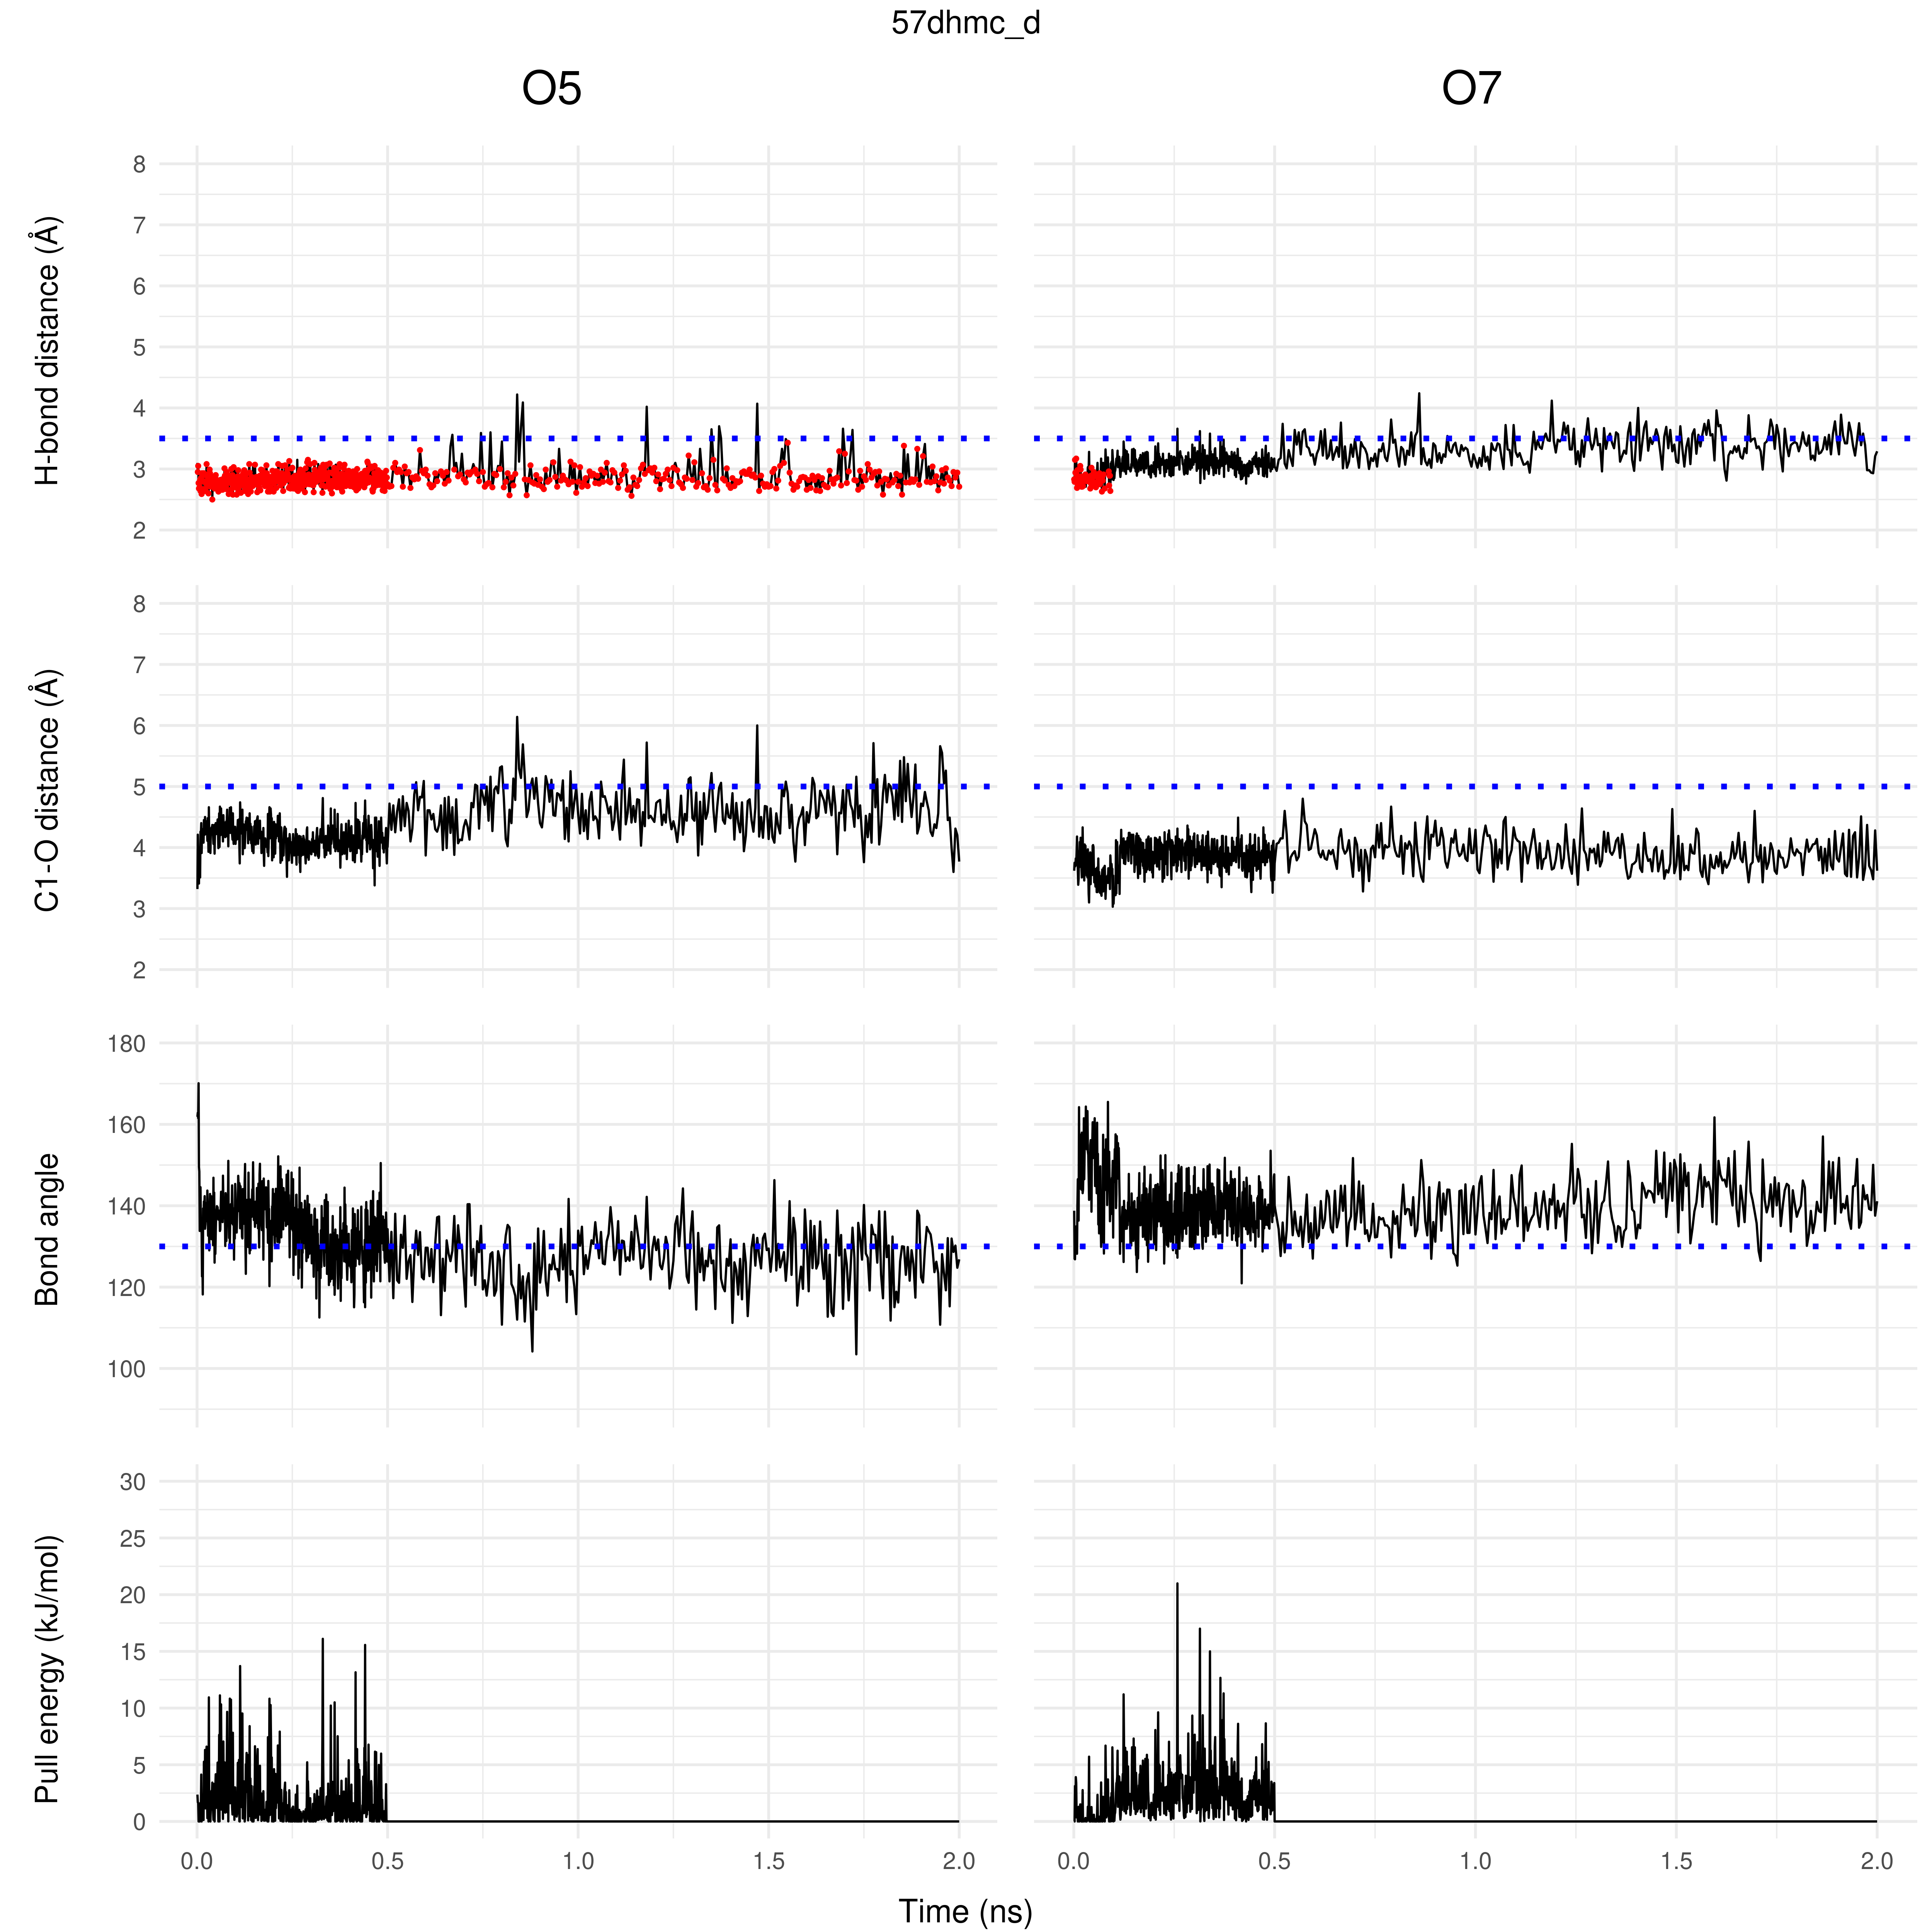 57dhmc_d
O5
O7
H-bond distance (Å)
8
7
6
5
4
3
2
C1-O distance (Å)
8
7
6
5
4
3
2
Bond angle
180
160
140
120
100
Pull energy (kJ/mol)
30
25
20
15
10
5
0
0.0 0.5 1.0 1.5 2.0
0.0 0.5 1.0 1.5 2.0
Time (ns)